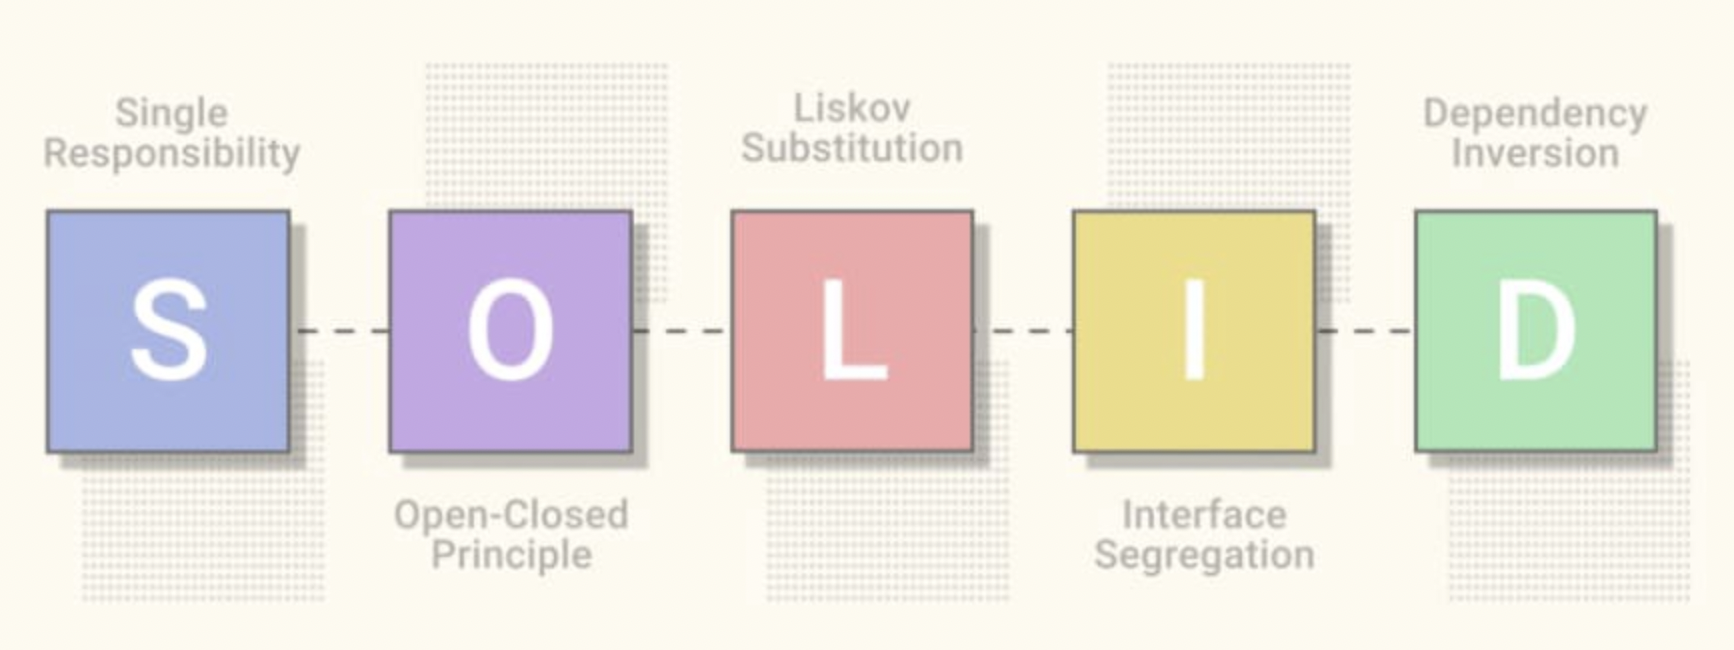 Single
Responsibility
S
O
Open-Closed
Principle
Liskov
Substitution
L
I
Interface
Segregation
Dependency
Inversion
D